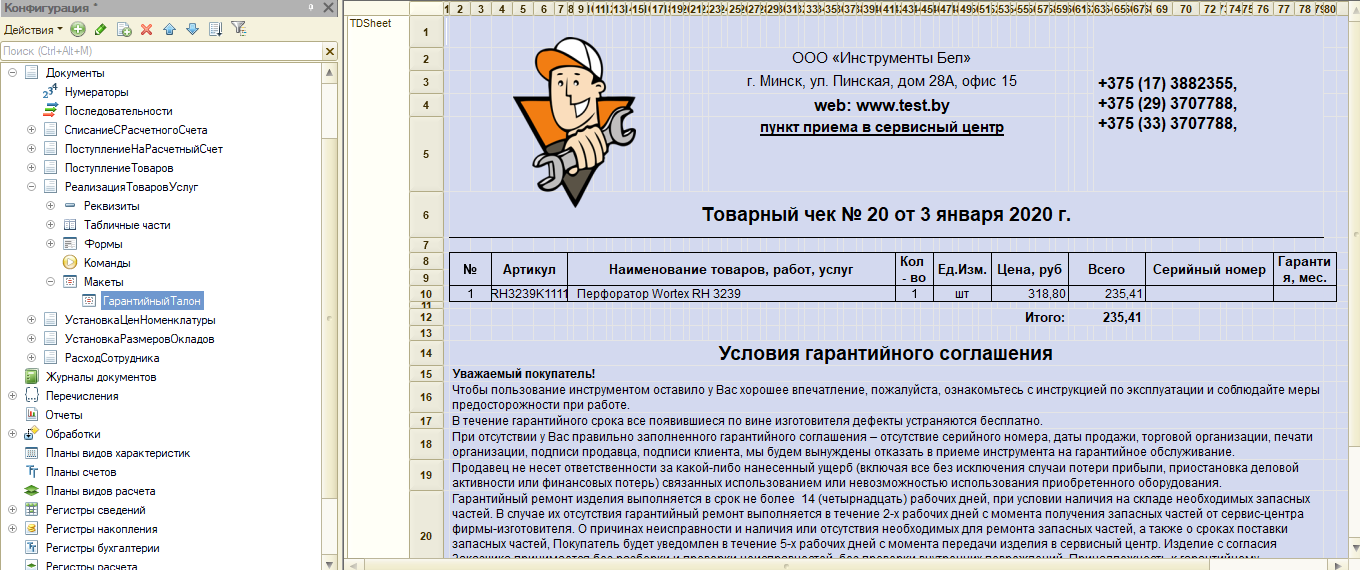 Конфигурация *
Действия
Поиск (Ctrl+Alt+M)
Документы
Нумераторы
Последовательности
СписаниеСРасчетногоСчета
ПоступлениеНаРасчетныйСчет
ПоступлениеТоваров
РеализацияТоваровУслуг
Реквизиты
Табличные части
Формы
Команды
Макеты
ГарантийныйТалон
УстановкаЦенНоменклатуры
УстановкаРазмеровОкладов
РасходСотрудника
Журналы документов
Перечисления
Отчеты
Обработки
Планы видов характеристик
Планы счетов
Планы видов расчета
Регистры сведений
Регистры накопления
Регистры бухгалтерии
Регистры расчета
TDSheet
ООО «Инструменты Бел»
г. Минск, ул. Пинская, дом 28А, офис 15
web: www.test.by
пункт приема в сервисный центр
+375 (17) 3882355,
+375 (29) 3707788,
+375 (33) 3707788,
Товарный чек № 20 от 3 января 2020 г.
№ Артикул Наименование товаров, работ, услуг Кол - во Ед.Изм. Цена, руб Всего Серийный номер Гаранти я, мес.
1 RH3239K1111 Перфоратор Wortex RH 3239 1 шт 318,80 235,41
Итого: 235,41
Условия гарантийного соглашения
Уважаемый покупатель!
Чтобы пользование инструментом оставило у Вас хорошее впечатление, пожалуйста, ознакомьтесь с инструкцией по эксплуатации и соблюдайте меры
предосторожности при работе.
В течение гарантийного срока все появившиеся по вине изготовителя дефекты устраняются бесплатно.
При отсутствии у Вас правильно заполненного гарантийного соглашения – отсутствие серийного номера, даты продажи, торговой организации, печати
организации, подписи продавца, подписи клиента, мы будем вынуждены отказать в приеме инструмента на гарантийное обслуживание.
Продавец не несет ответственности за какой-либо нанесенный ущерб (включая все без исключения случаи потери прибыли, приостановка деловой
активности или финансовых потерь) связанных использованием или невозможностью использования приобретенного оборудования.
Гарантийный ремонт изделия выполняется в срок не более 14 (четырнадцать) рабочих дней, при условии наличия на складе необходимых запасных
частей. В случае их отсутствия гарантийный ремонт выполняется в течение 2-х рабочих дней с момента получения запасных частей от сервис-центра
фирмы-изготовителя. О причинах неисправности и наличия или отсутствия необходимых для ремонта запасных частей, а также о сроках поставки
запасных частей, Покупатель будет уведомлен в течение 5-х рабочих дней с момента передачи изделия в сервисный центр. Изделие с согласия